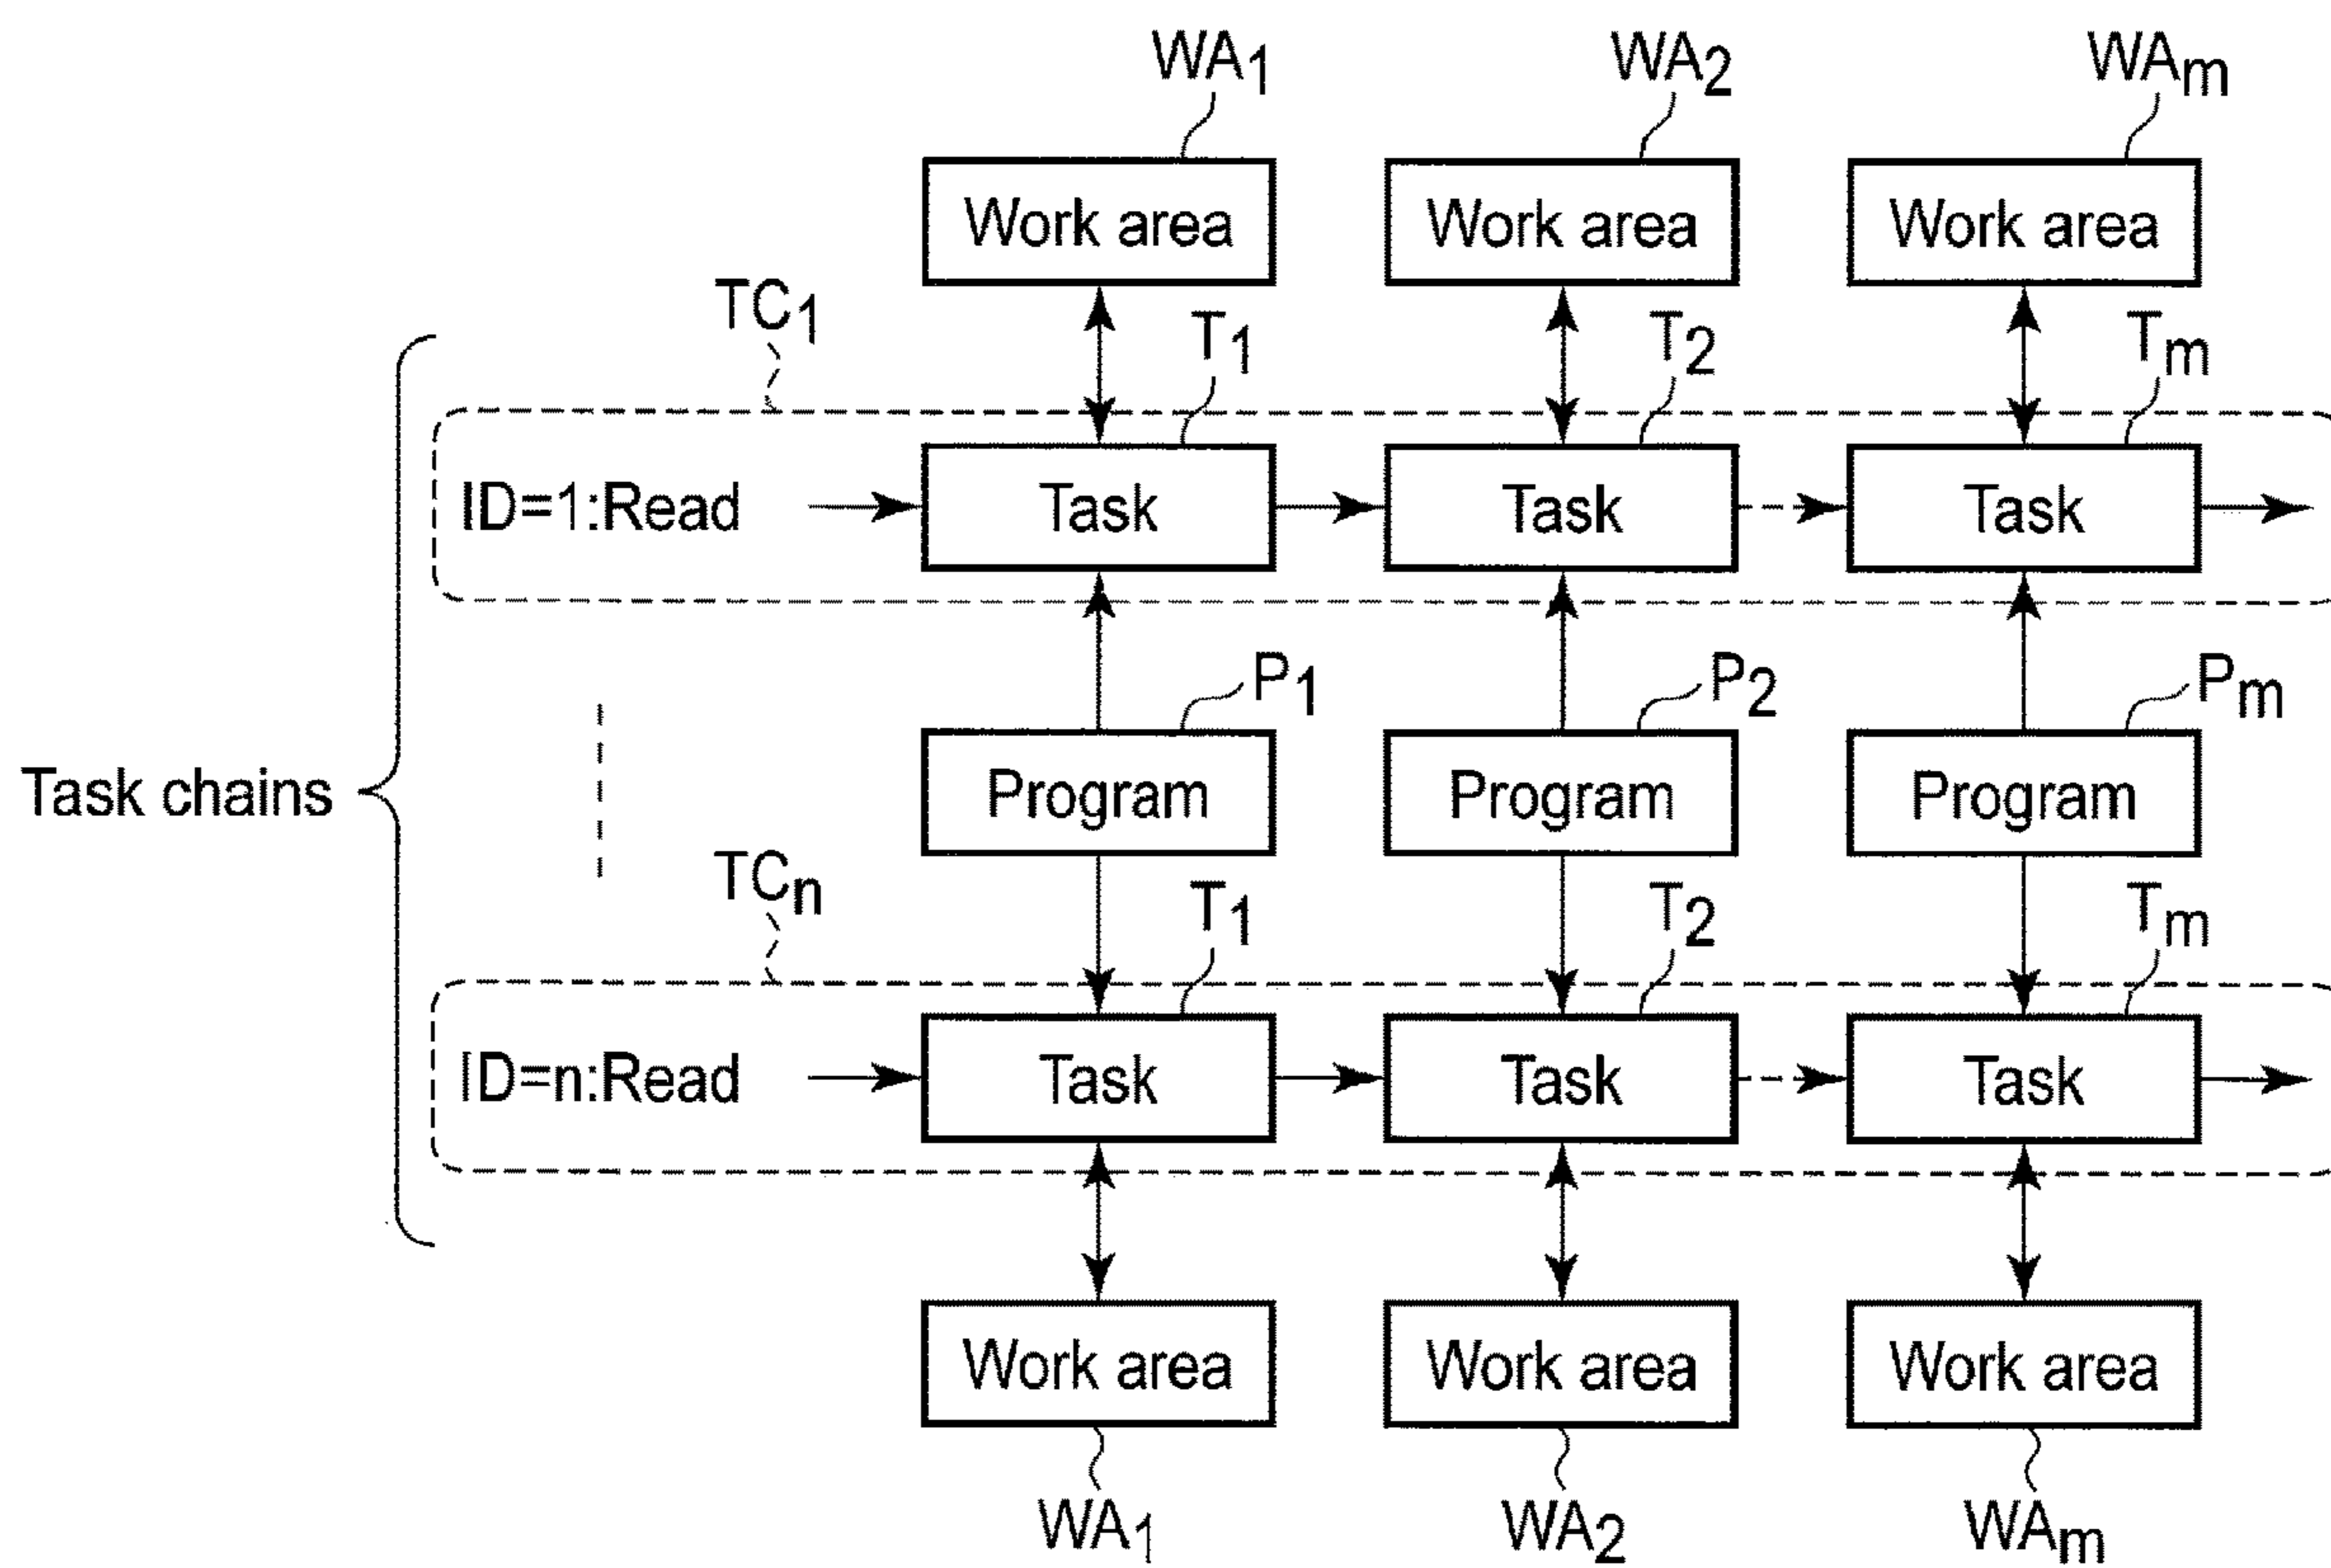 WA1 WA2 WAm
Work area Work area Work area
TC1 T1 T2 Tm
ID=1:Read Task Task Task
P1 P2 Pm
Task chains Program Program Program
TCn T1 T2 Tm
ID=n:Read Task Task Task
Work area Work area Work area
WA1 WA2 WAm